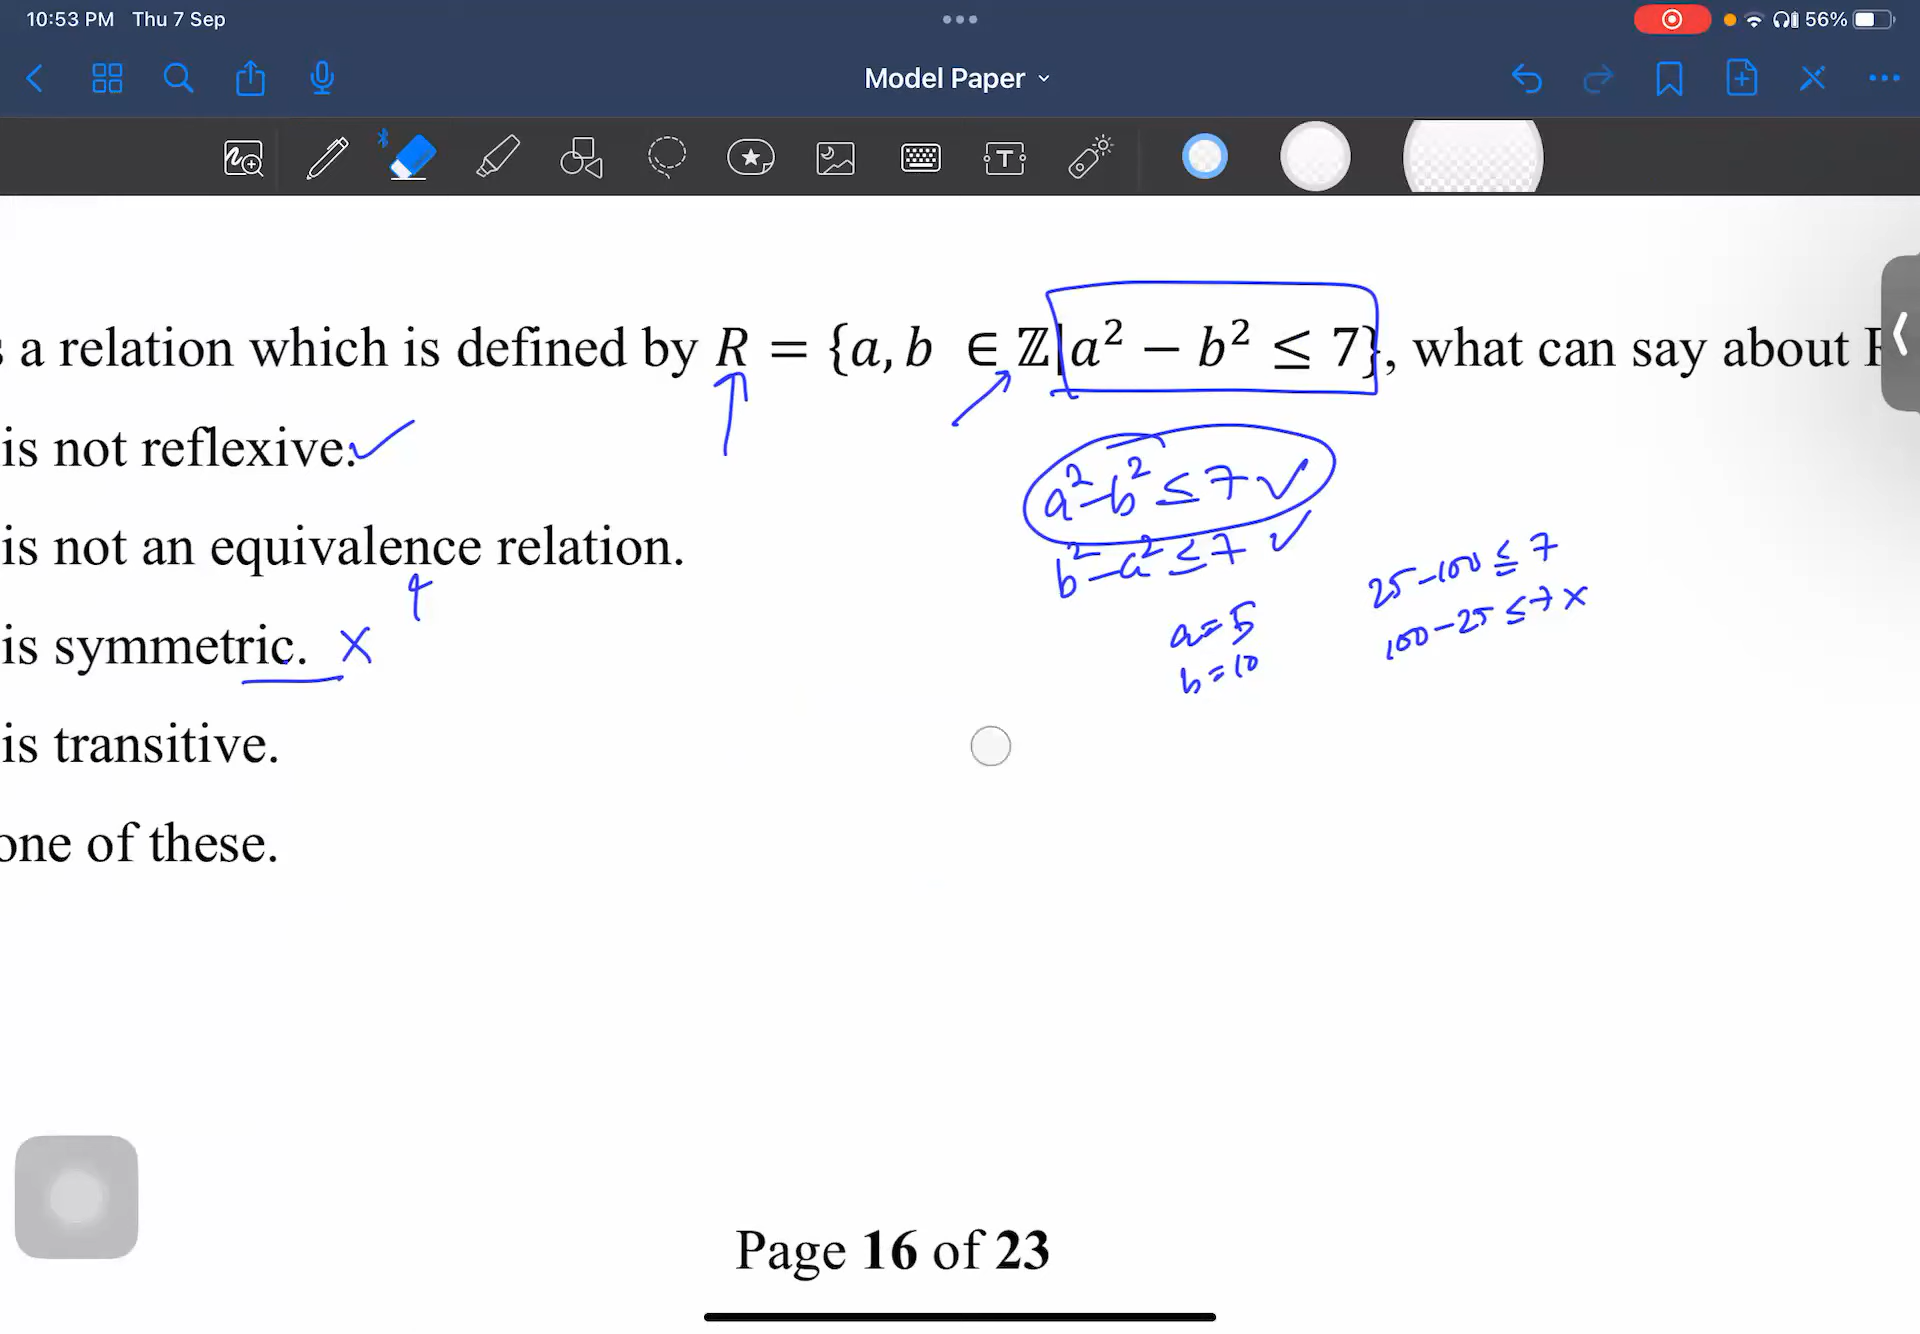 10:53 PM Thu 7 Sep
56%
Model Paper
a relation which is defined by R = {a, b ∈ ℤ|a² − b² ≤ 7}, what can say about R
is not reflexive.
a²-b² ≤ 7 ✓
is not an equivalence relation.
b²-a² ≤ 7 ✓
25-100 ≤ 7
100-25 ≤ 7 ×
a = 5
is symmetric. ×
b = 10
is transitive.
one of these.
Page 16 of 23